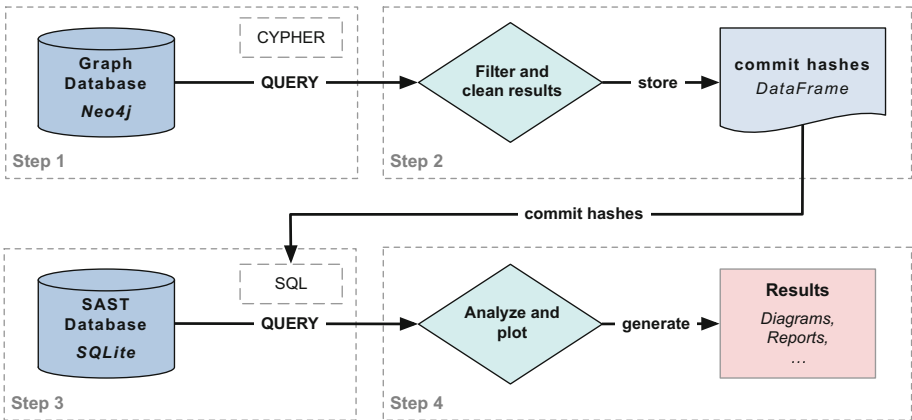 Graph
Database
Neo4j
CYPHER
QUERY
Step 1
Filter and
clean results
store
commit hashes
DataFrame
Step 2
commit hashes
SAST
Database
SQLite
SQL
QUERY
Step 3
Analyze and
plot
generate
Results
Diagrams,
Reports,
...
Step 4